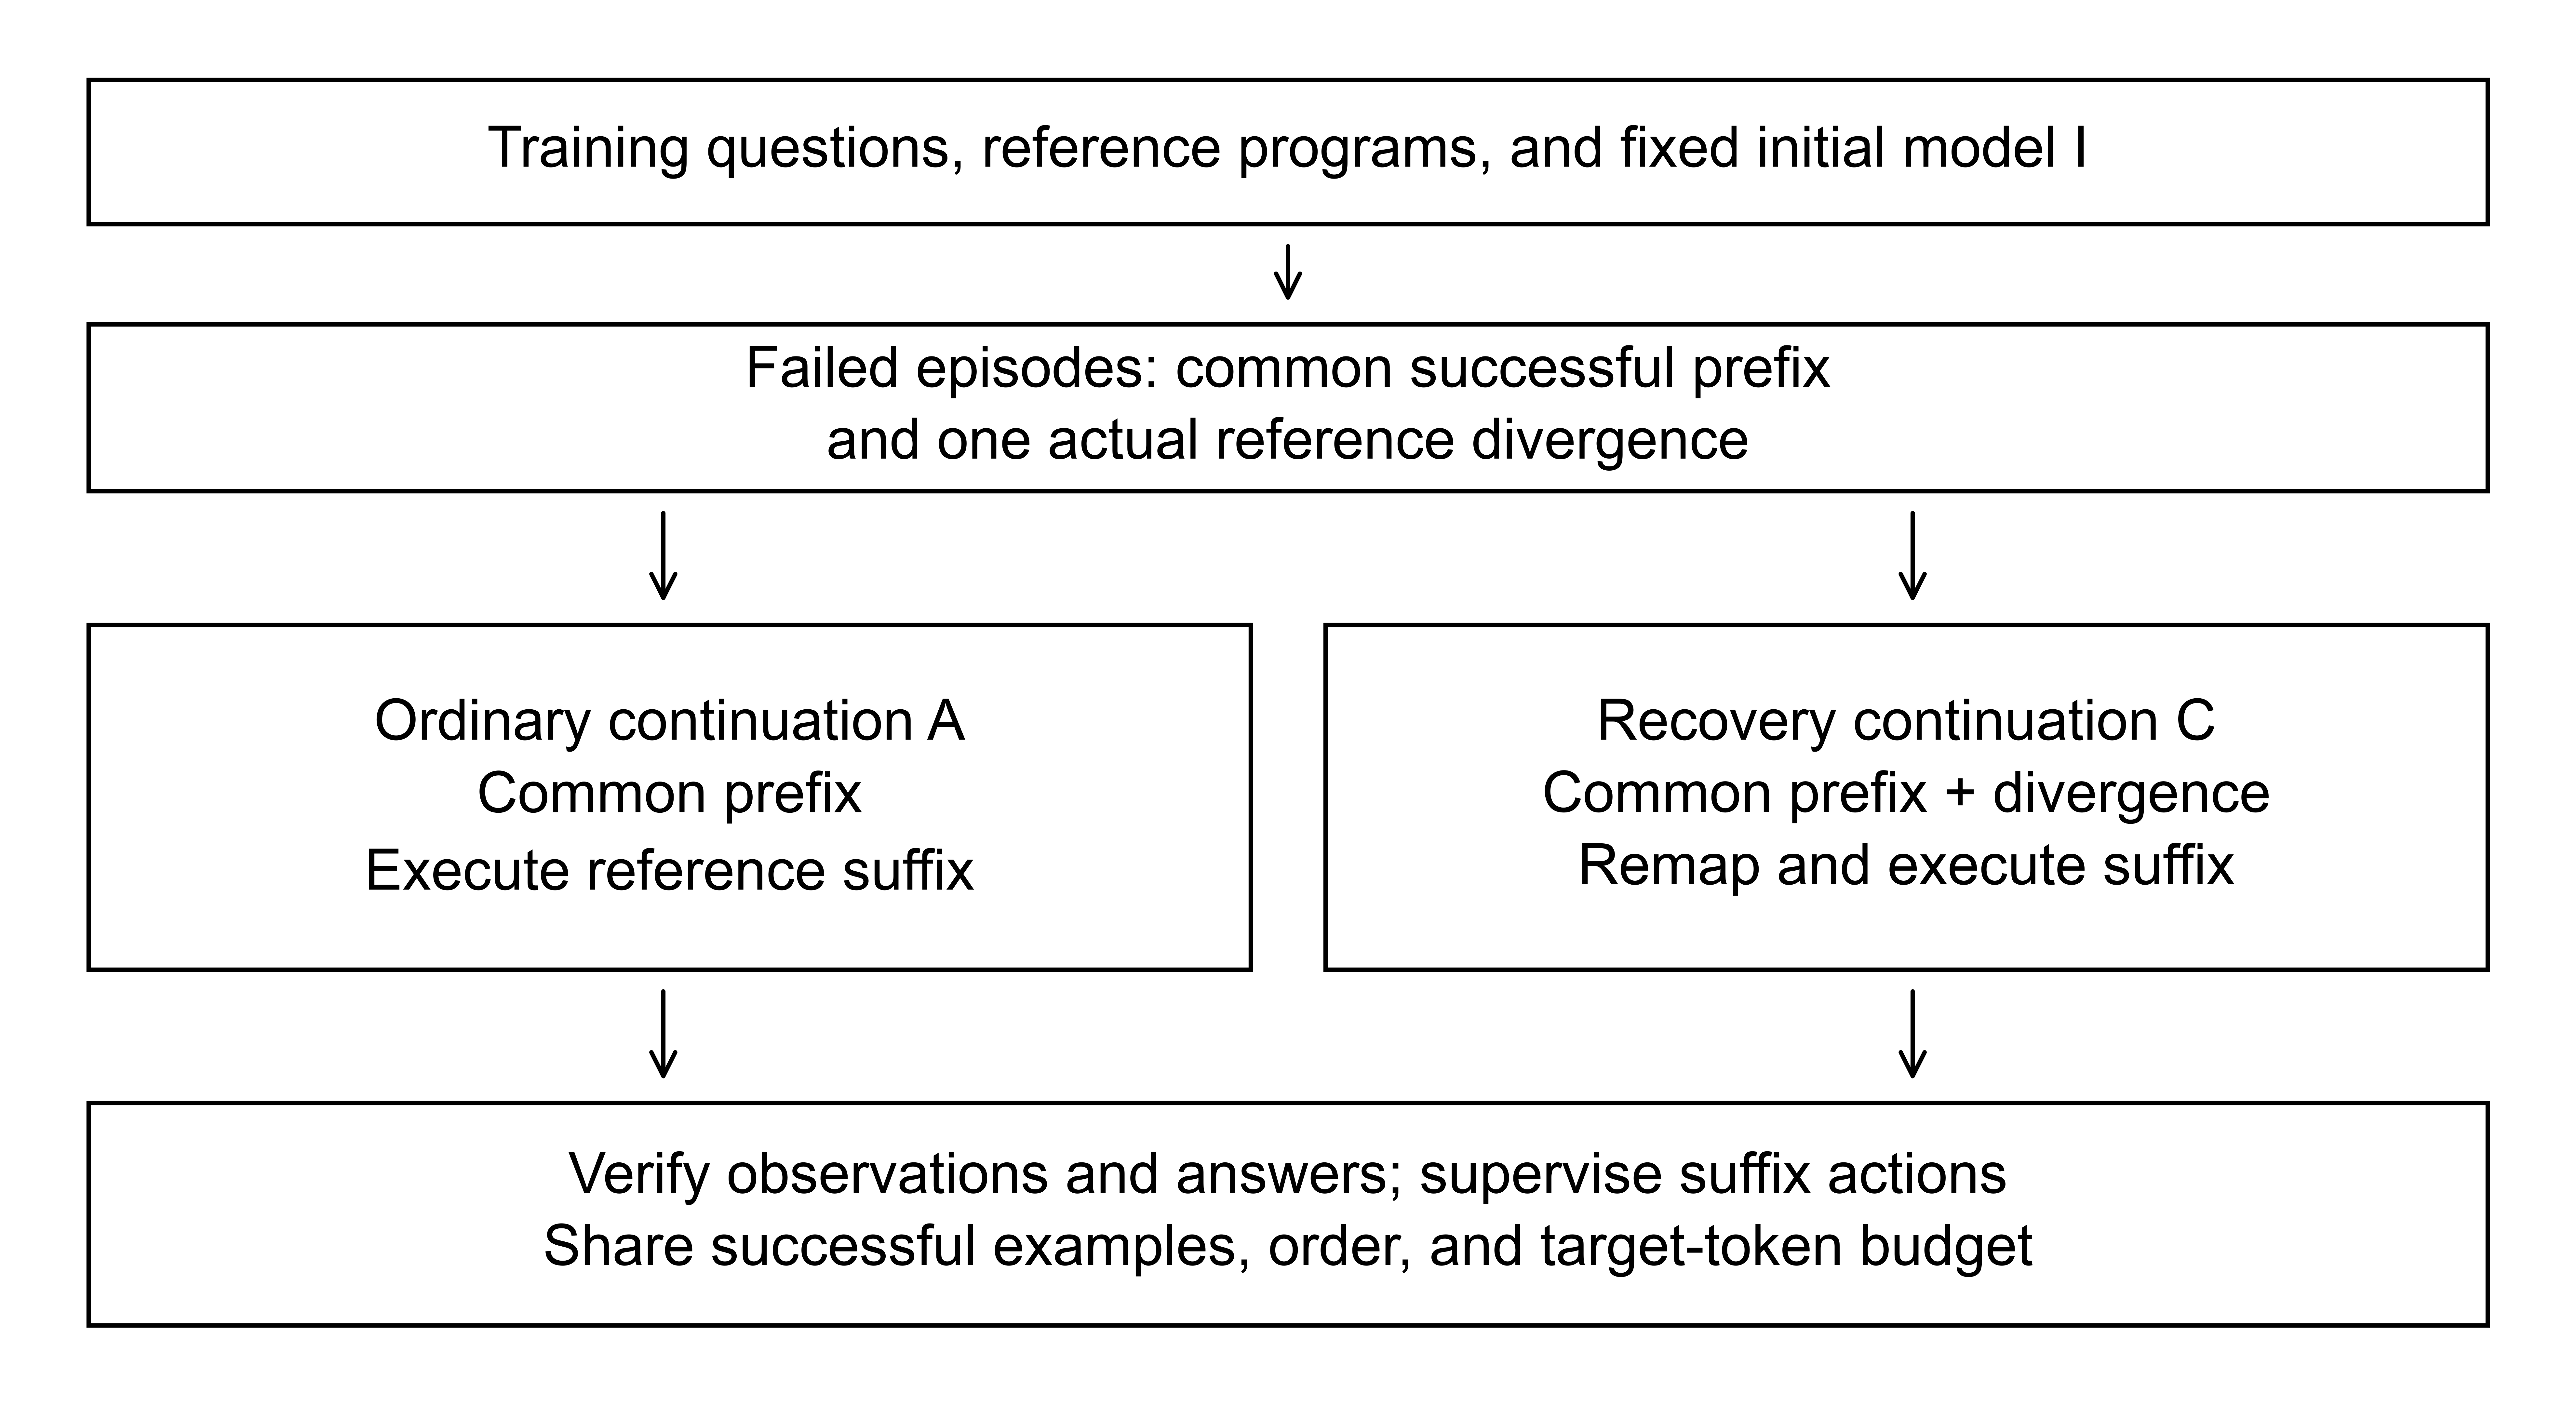 Training questions, reference programs, and fixed initial model I
Failed episodes: common successful prefix
and one actual reference divergence
Ordinary continuation A
Common prefix
Execute reference suffix
Recovery continuation C
Common prefix + divergence
Remap and execute suffix
Verify observations and answers; supervise suffix actions
Share successful examples, order, and target-token budget